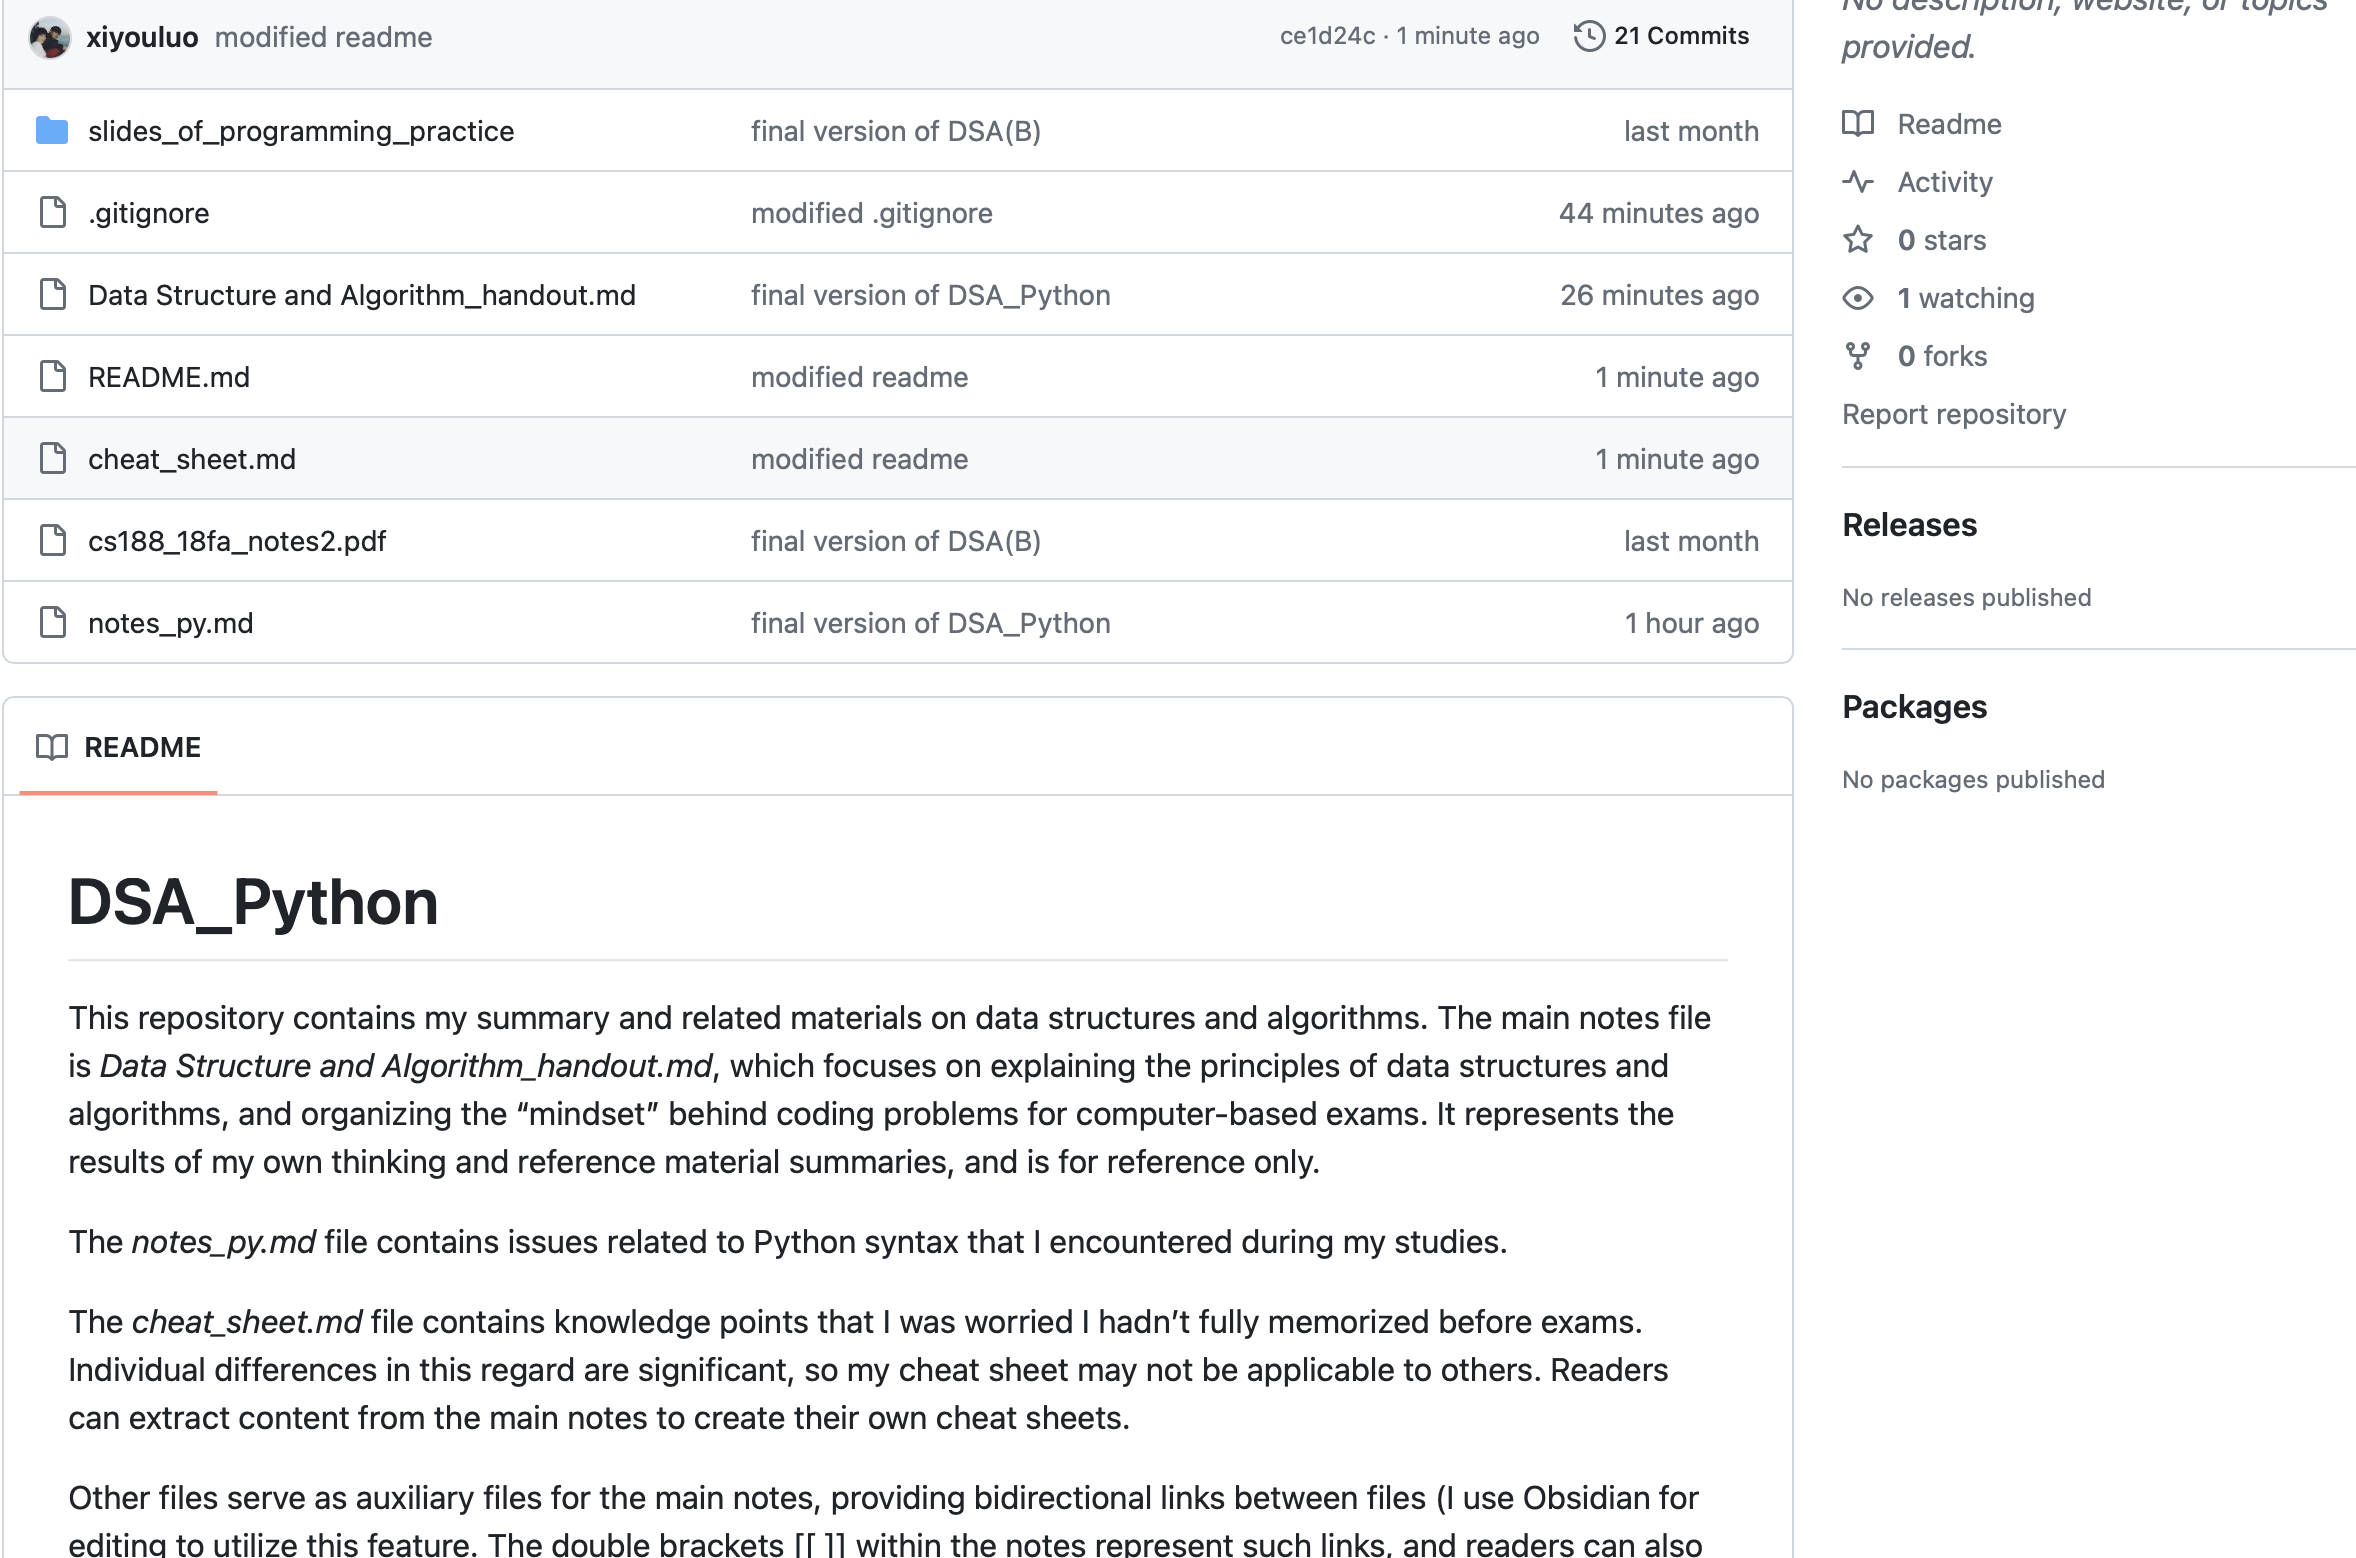 xiyouluo modified readme ce1d24c · 1 minute ago 21 Commits
slides_of_programming_practice final version of DSA(B) last month
.gitignore modified .gitignore 44 minutes ago
Data Structure and Algorithm_handout.md final version of DSA_Python 26 minutes ago
README.md modified readme 1 minute ago
cheat_sheet.md modified readme 1 minute ago
cs188_18fa_notes2.pdf final version of DSA(B) last month
notes_py.md final version of DSA_Python 1 hour ago
README
DSA_Python
This repository contains my summary and related materials on data structures and algorithms. The main notes file
is Data Structure and Algorithm_handout.md, which focuses on explaining the principles of data structures and
algorithms, and organizing the “mindset” behind coding problems for computer-based exams. It represents the
results of my own thinking and reference material summaries, and is for reference only.
The notes_py.md file contains issues related to Python syntax that I encountered during my studies.
The cheat_sheet.md file contains knowledge points that I was worried I hadn’t fully memorized before exams.
Individual differences in this regard are significant, so my cheat sheet may not be applicable to others. Readers
can extract content from the main notes to create their own cheat sheets.
Other files serve as auxiliary files for the main notes, providing bidirectional links between files (I use Obsidian for
editing to utilize this feature. The double brackets [[ ]] within the notes represent such links, and readers can also
No description, website, or topics
provided.
Readme
Activity
0 stars
1 watching
0 forks
Report repository
Releases
No releases published
Packages
No packages published